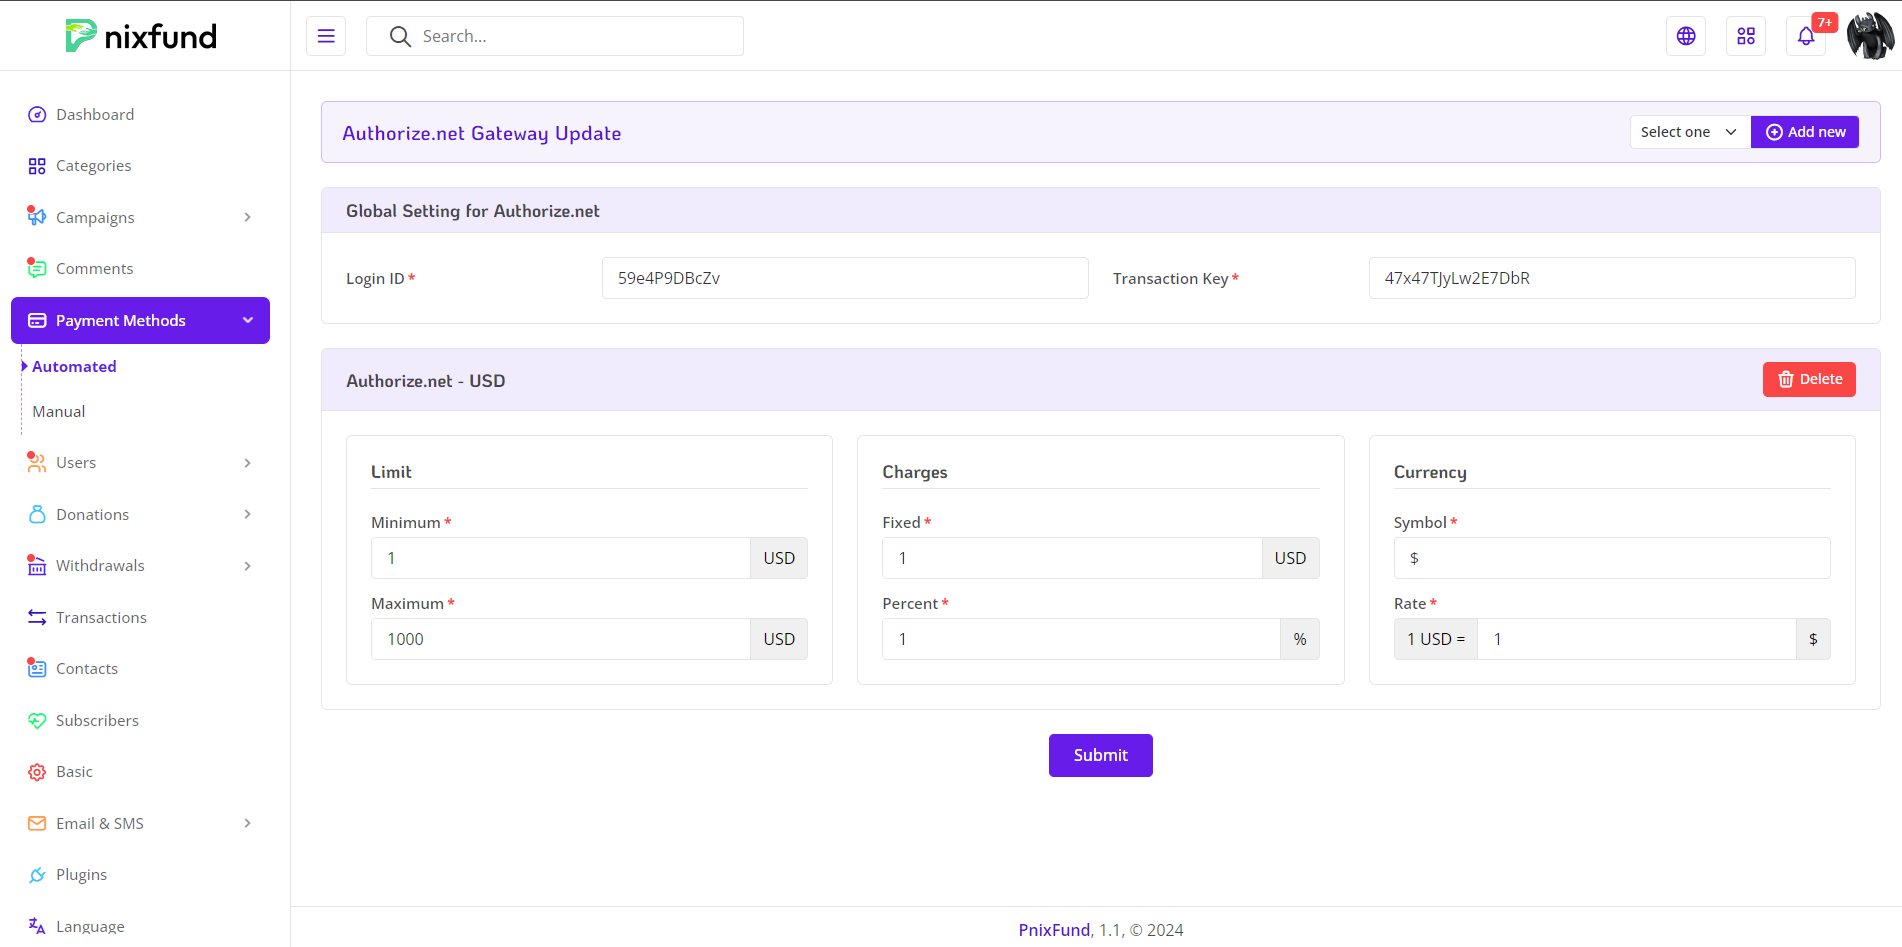 Pnixfund
Search...
7+
Dashboard
Categories
Campaigns
Comments
Payment Methods
Automated
Manual
Users
Donations
Withdrawals
Transactions
Contacts
Subscribers
Basic
Email & SMS
Plugins
Language
Authorize.net Gateway Update
Select one
Add new
Global Setting for Authorize.net
Login ID * 59e4P9DBcZv Transaction Key * 47x47TJyLw2E7DbR
Authorize.net - USD
Delete
Limit
Minimum *
1 USD
Maximum *
1000 USD
Charges
Fixed *
1 USD
Percent *
1 %
Currency
Symbol *
$
Rate *
1 USD = 1 $
Submit
PnixFund, 1.1, © 2024